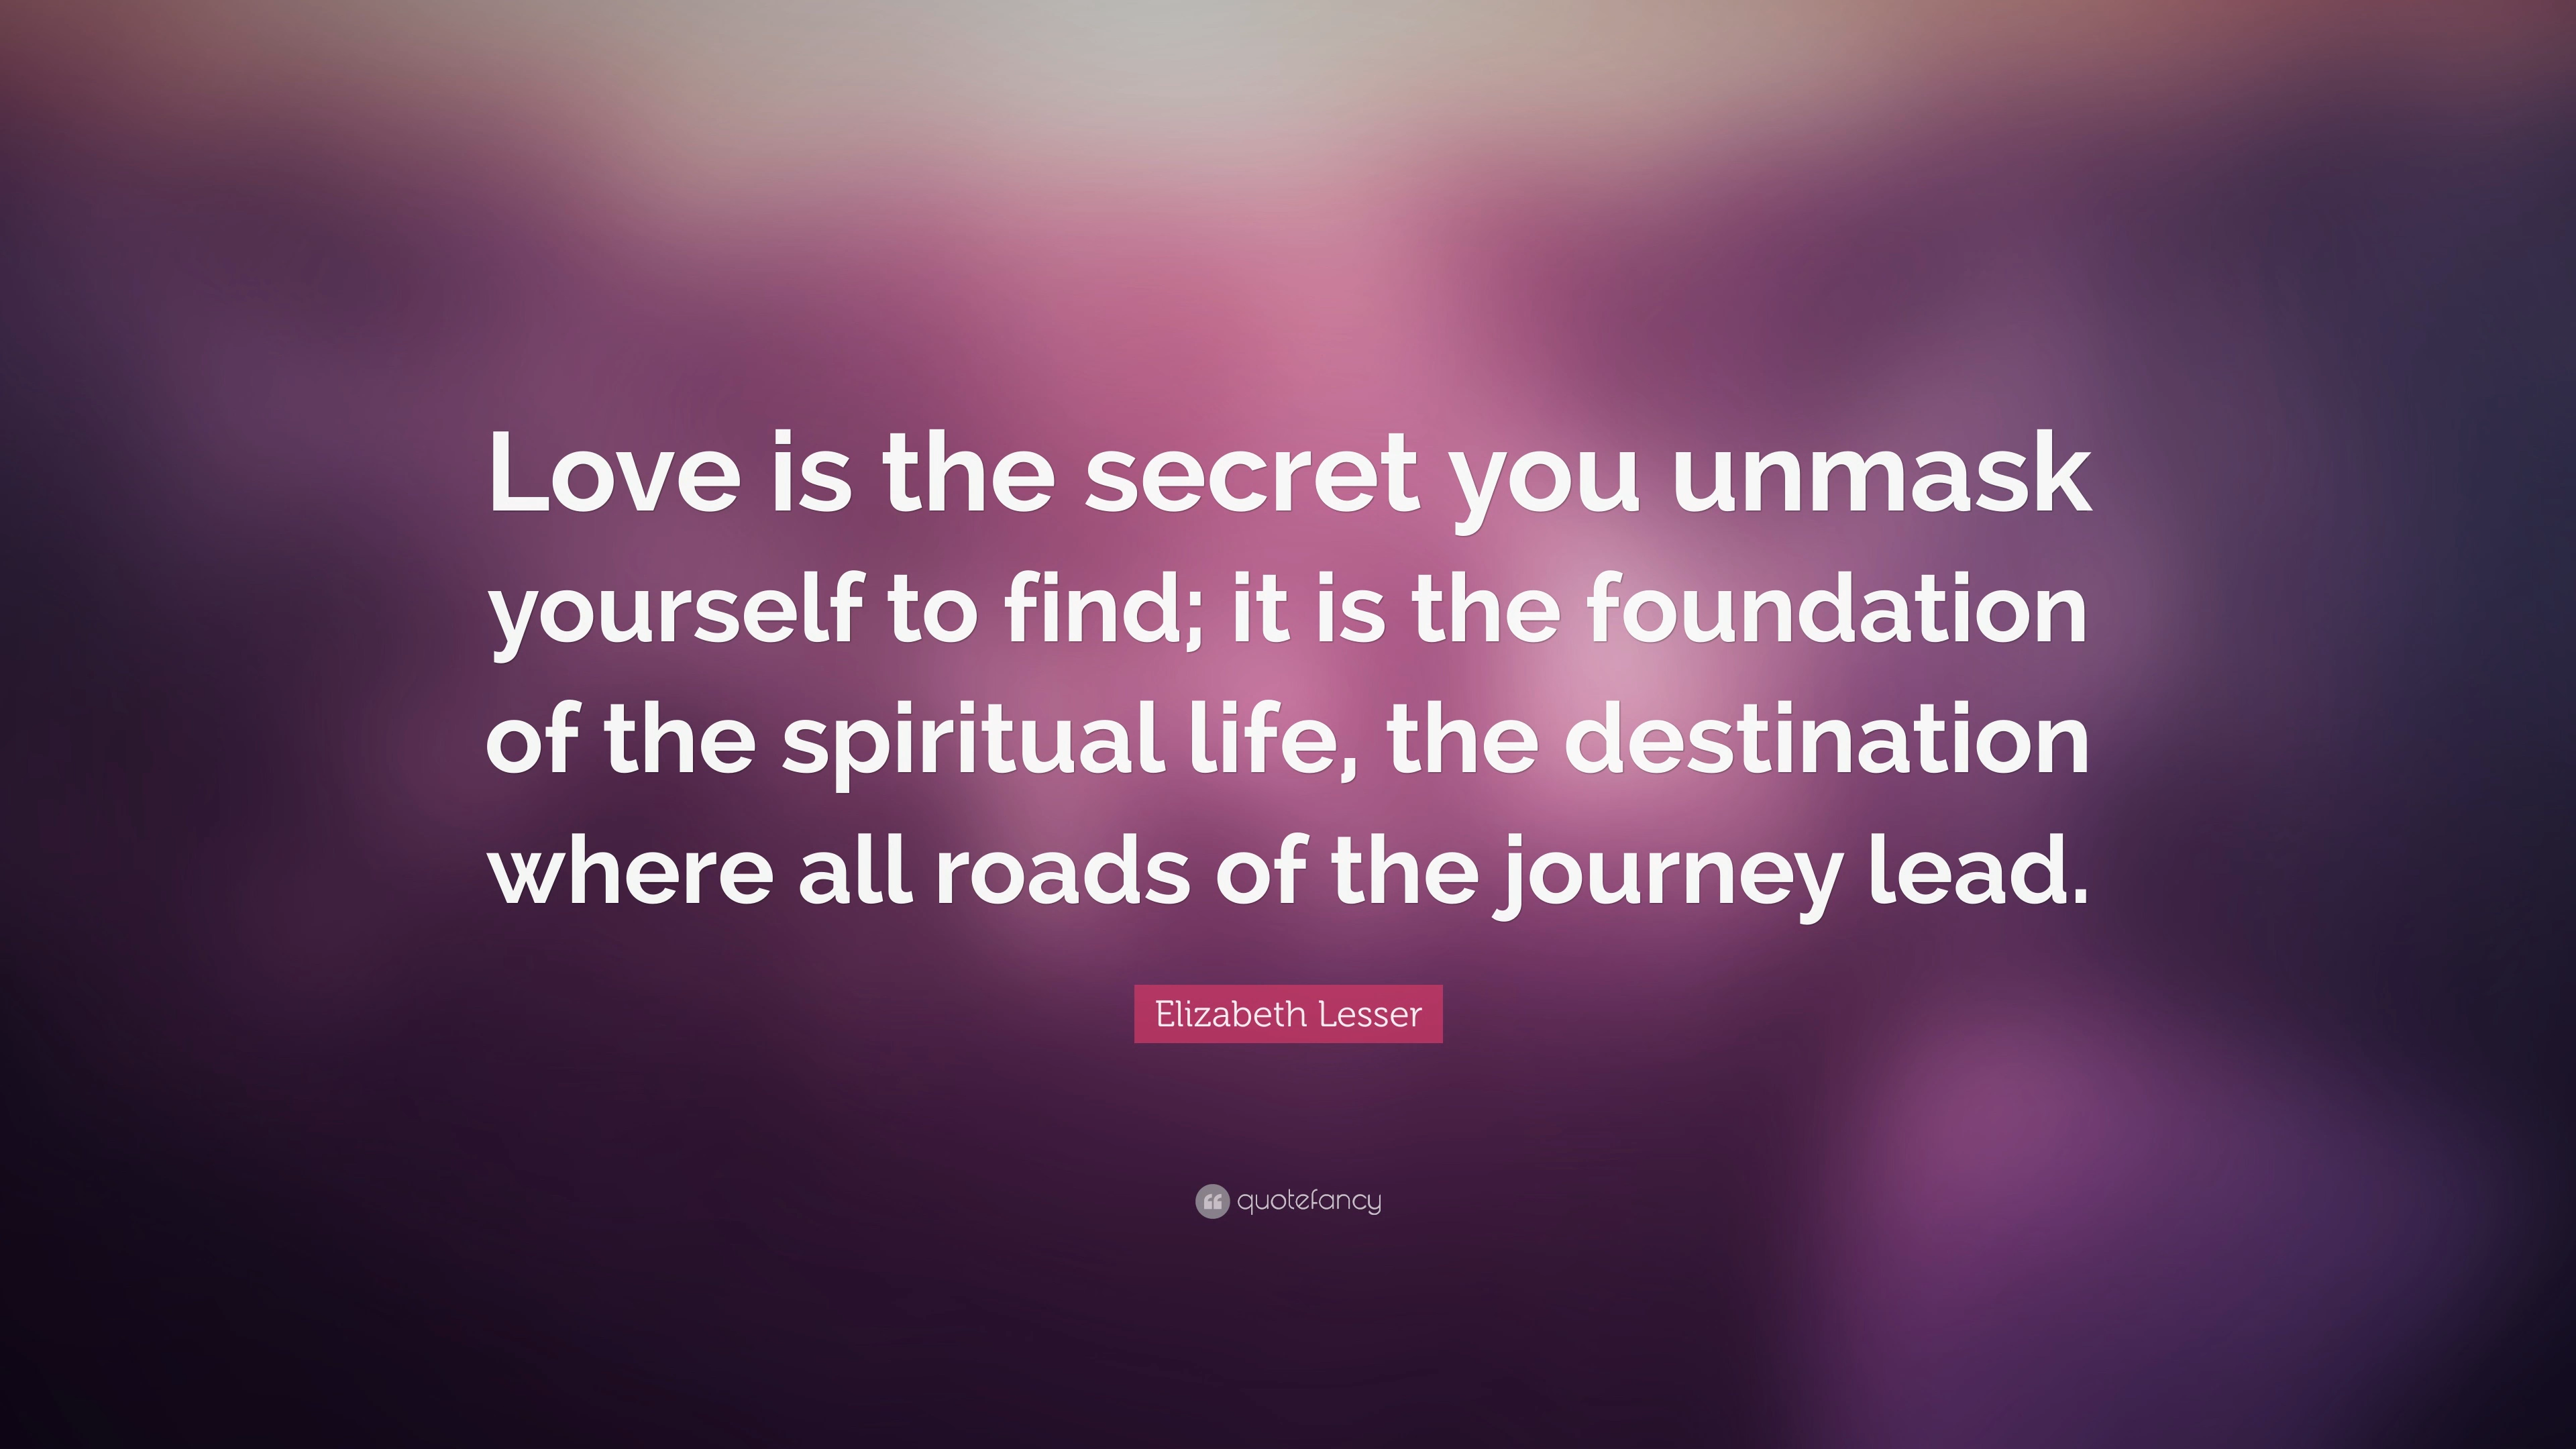 Love is the secret you unmask
yourself to find; it is the foundation
of the spiritual life, the destination
where all roads of the journey lead.
Elizabeth Lesser
quotefancy